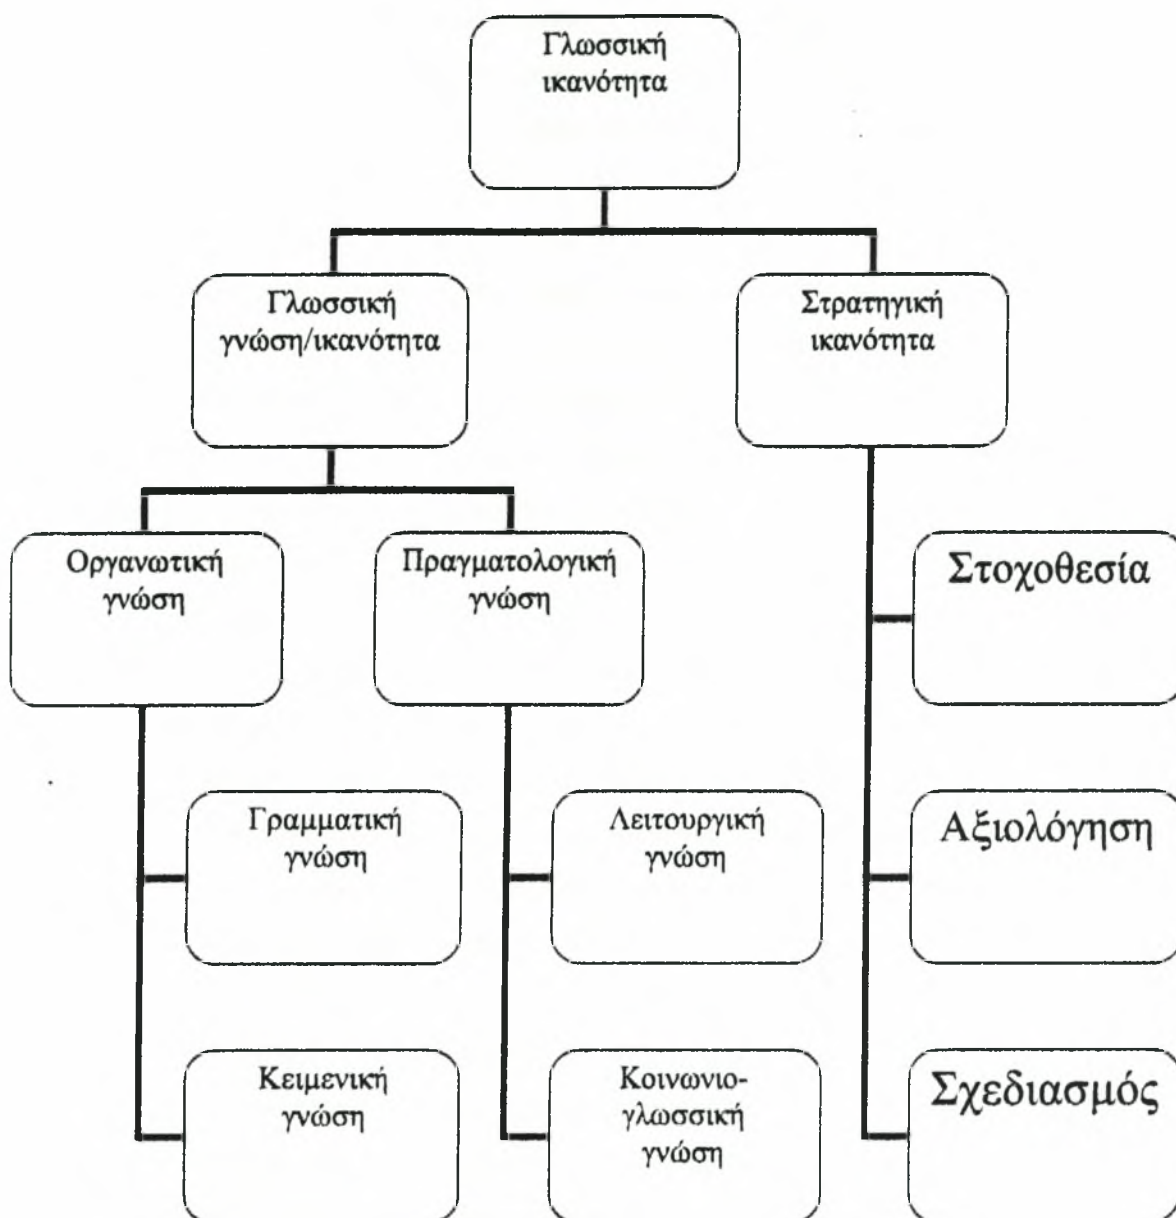 Γλωσσική
ικανότητα
Γλωσσική
γνώση/ικανότητα
Στρατηγική
ικανότητα
Οργανωτική
γνώση
Πραγματολογική
γνώση
Στοχοθεσία
Γραμματική
γνώση
Λειτουργική
γνώση
Αξιολόγηση
Κειμενική
γνώση
Κοινωνιο-
γλωσσική
γνώση
Σχεδιασμός